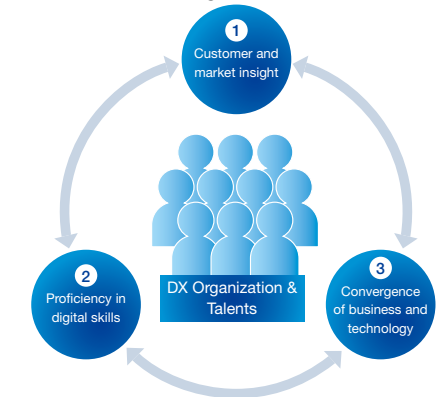 1
Customer and
market insight
2
Proficiency in
digital skills
3
Convergence
of business and
technology
DX Organization &
Talents